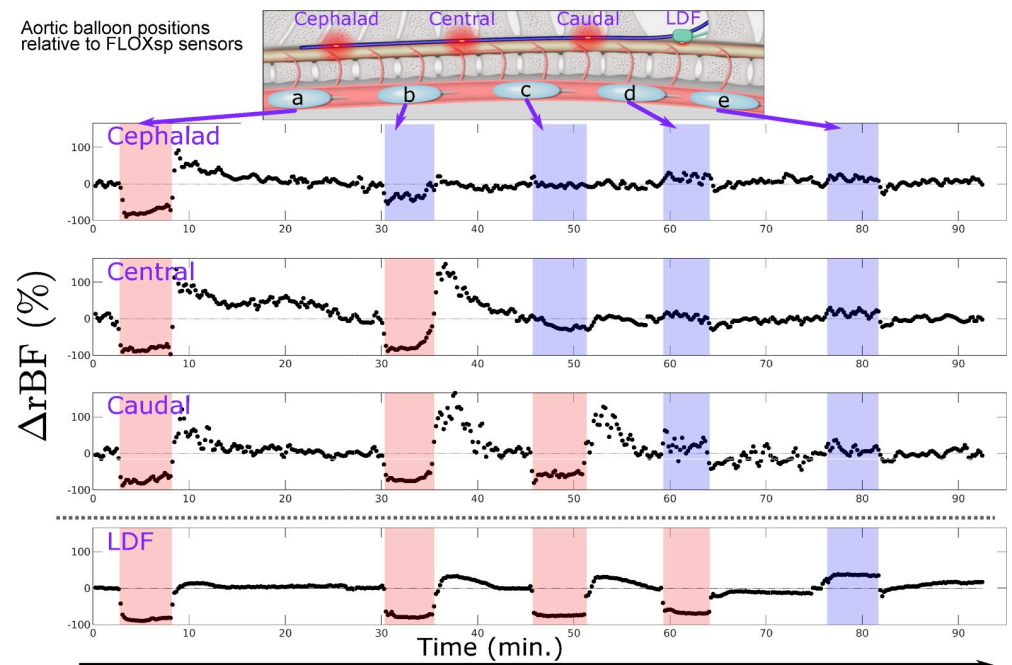 Aortic balloon positions
relative to FLOXsp sensors
Cephalad Central Caudal LDF
a b c d e
Cephalad
100
0
-100
0 10 20 30 40 50 60 70 80 90
Central
100
0
-100
0 10 20 30 40 50 60 70 80 90
Caudal
100
0
-100
0 10 20 30 40 50 60 70 80 90
LDF
100
0
-100
0 10 20 30 40 50 60 70 80 90
ΔrBF (%)
Time (min.)